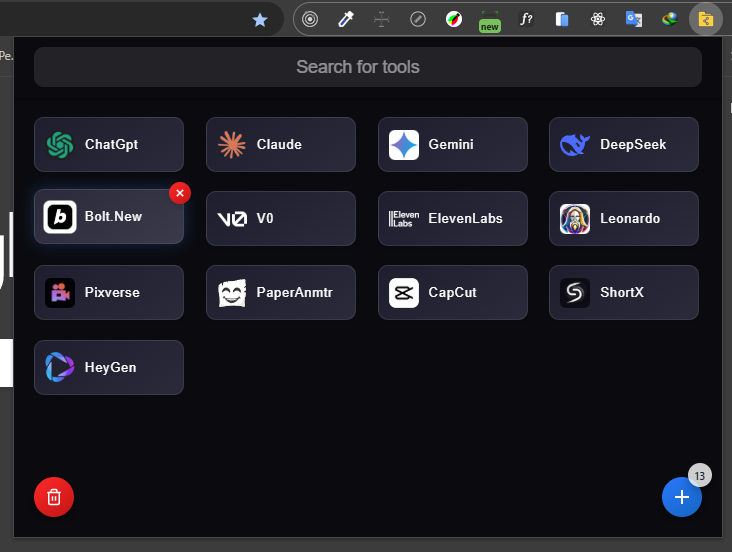 new
f?
Pe.
Search for tools
ChatGpt
Claude
Gemini
DeepSeek
b Bolt.New
V0 V0
Eleven
Labs
ElevenLabs
Leonardo
Pixverse
PaperAnmtr
CapCut
S ShortX
HeyGen
13